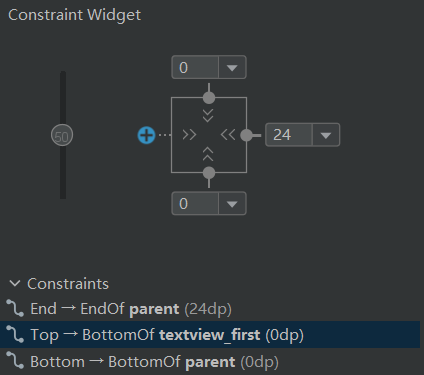 Constraint Widget
0
50
24
0
Constraints
End → EndOf parent (24dp)
Top → BottomOf textview_first (0dp)
Bottom → BottomOf parent (0dp)